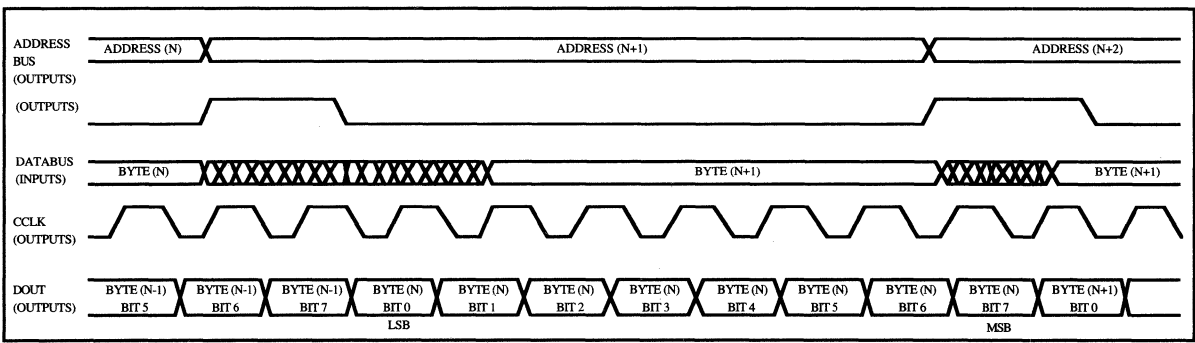 ADDRESS BUS (OUTPUTS)
ADDRESS (N) ADDRESS (N+1) ADDRESS (N+2)
(OUTPUTS)
DATABUS (INPUTS)
BYTE (N) BYTE (N+1) BYTE (N+1)
CCLK (OUTPUTS)
DOUT (OUTPUTS)
BYTE (N-1) BYTE (N-1) BYTE (N-1) BYTE (N) BYTE (N) BYTE (N) BYTE (N) BYTE (N) BYTE (N) BYTE (N) BYTE (N) BYTE (N+1)
BIT 5 BIT 6 BIT 7 BIT 0 BIT 1 BIT 2 BIT 3 BIT 4 BIT 5 BIT 6 BIT 7 BIT 0
LSB MSB